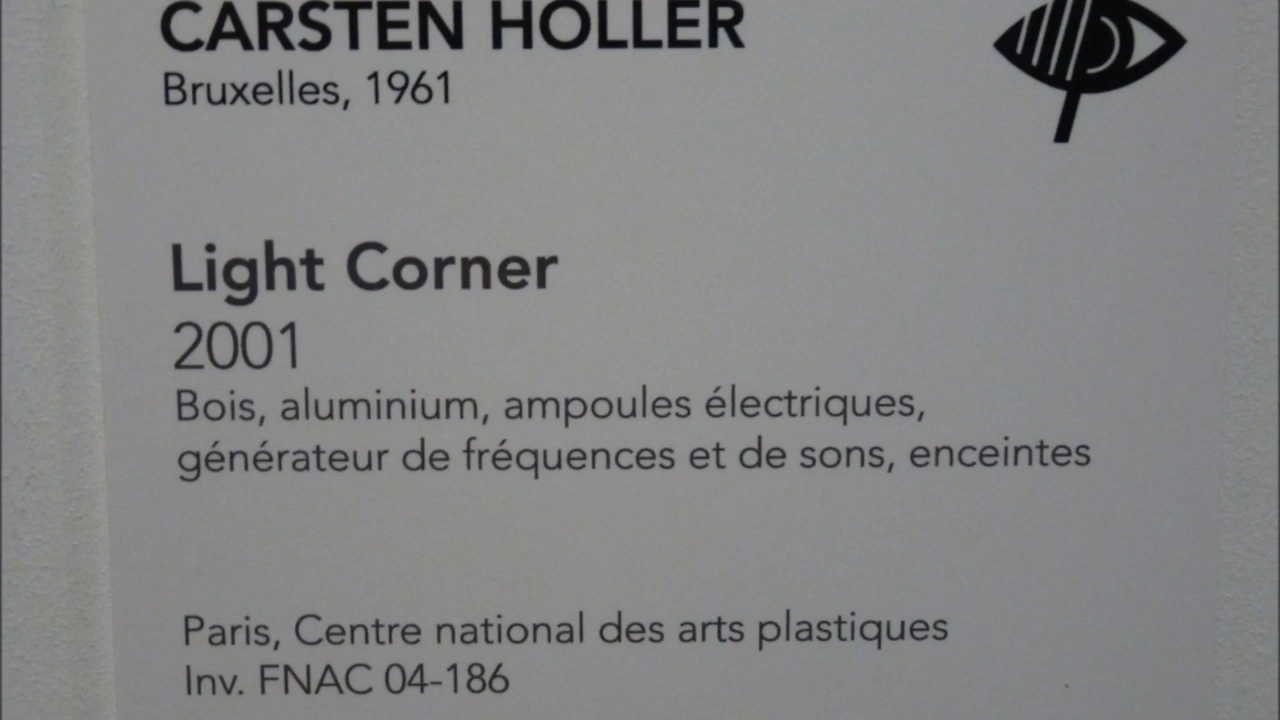 CARSTEN HÖLLER
Bruxelles, 1961
Light Corner
2001
Bois, aluminium, ampoules électriques,
générateur de fréquences et de sons, enceintes
Paris, Centre national des arts plastiques
Inv. FNAC 04-186